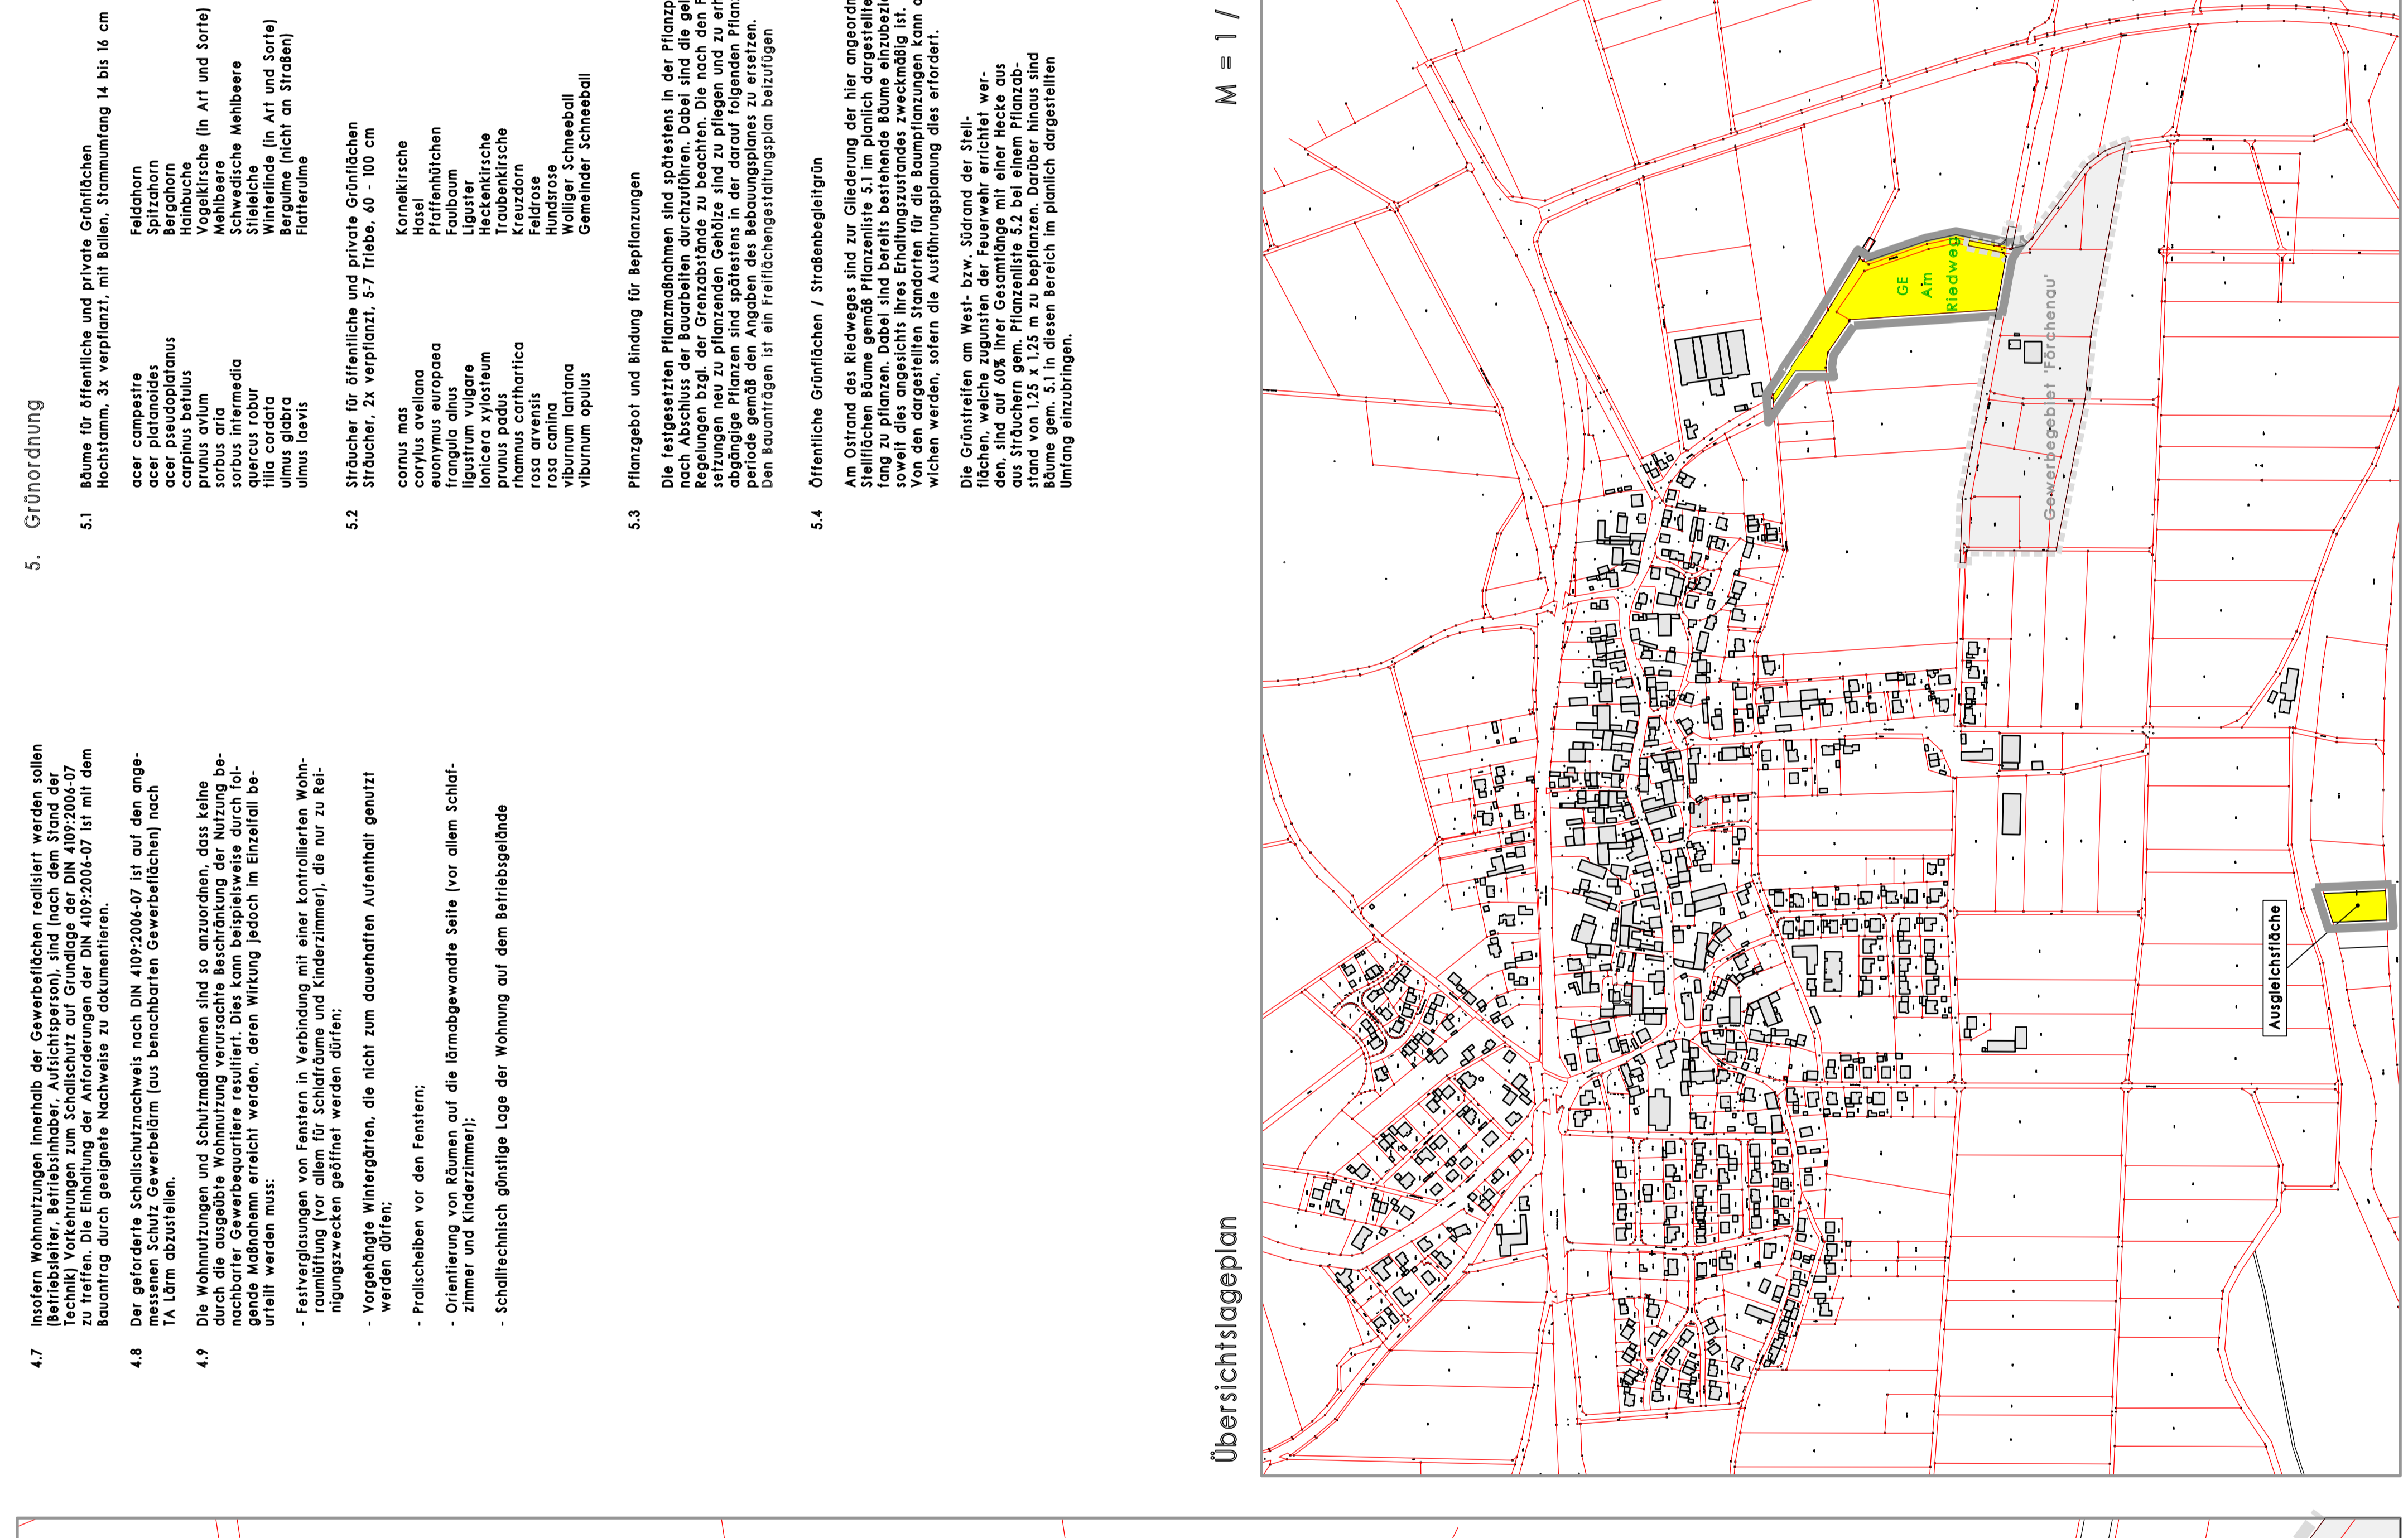 4.7 Insofern Wohnnutzungen innerhalb der Gewerbeflächen realisiert werden sollen
(Betriebsleiter, Betriebsinhaber, Aufsichtsperson), sind (nach dem Stand der
Technik) Vorkehrungen zum Schallschutz auf Grundlage der DIN 4109:2006-07
zu treffen. Die Einhaltung der Anforderungen der DIN 4109:2006-07 ist mit dem
Bauantrag durch geeignete Nachweise zu dokumentieren.
4.8 Der geforderte Schallschutznachweis nach DIN 4109:2006-07 ist auf den ange-
messenen Schutz Gewerbelärm (aus benachbarten Gewerbeflächen) nach
TA Lärm abzustellen.
4.9 Die Wohnnutzungen und Schutzmaßnahmen sind so anzuordnen, dass keine
durch die ausgeübte Wohnnutzung verursachte Beschränkung der Nutzung be-
nachbarter Gewerbequartiere resultiert. Dies kann beispielsweise durch fol-
gende Maßnahmenn erreicht werden, deren Wirkung jedoch im Einzelfall be-
urteilt werden muss:
- Festverglasungen von Fenstern in Verbindung mit einer kontrollierten Wohn-
raumlüftung (vor allem für Schlafräume und Kinderzimmer), die nur zu Rei-
nigungszwecken geöffnet werden dürfen;
- Vorgehängte Wintergärten, die nicht zum dauerhaften Aufenthalt genutzt
werden dürfen;
- Prallscheiben vor den Fenstern;
- Orientierung von Räumen auf die lärmabgewandte Seite (vor allem Schlaf-
zimmer und Kinderzimmer);
- Schalltechnisch günstige Lage der Wohnung auf dem Betriebsgelände
5. Grünordnung
5.1 Bäume für öffentliche und private Grünflächen
Hochstamm, 3x verpflanzt, mit Ballen, Stammumfang 14 bis 16 cm
acer campestre Feldahorn
acer platanoides Spitzahorn
acer pseudoplatanus Bergahorn
carpinus betulus Hainbuche
prunus avium Vogelkirsche (in Art und Sorte)
sorbus aria Mehlbeere
sorbus intermedia Schwedische Mehlbeere
quercus robur Stieleiche
tilia cordata Winterlinde (in Art und Sorte)
ulmus glabra Bergulme (nicht an Straßen)
ulmus laevis Flatterulme
5.2 Sträucher für öffentliche und private Grünflächen
Sträucher, 2x verpflanzt, 5-7 Triebe, 60 - 100 cm
cornus mas Kornelkirsche
corylus avellana Hasel
euonymus europaea Pfaffenhütchen
frangula alnus Faulbaum
ligustrum vulgare Liguster
lonicera xylosteum Heckenkirsche
prunus padus Traubenkirsche
rhamnus carthartica Kreuzdorn
rosa arvensis Feldrose
rosa canina Hundsrose
viburnum lantana Wolliger Schneeball
viburnum opulus Gemeinder Schneeball
5.3 Pflanzgebot und Bindung für Bepflanzungen
Die festgesetzten Pflanzmaßnahmen sind spätestens in der Pflanzp
nach Abschluss der Bauarbeiten durchzuführen. Dabei sind die gel
Regelungen bzgl. der Grenzabstände zu beachten. Die nach den F
setzungen neu zu pflanzenden Gehölze sind zu pflegen und zu erh
abgängige Pflanzen sind spätestens in der darauf folgenden Pflan
periode gemäß den Angaben des Bebauungsplanes zu ersetzen.
Den Bauanträgen ist ein Freiflächengestaltungsplan beizufügen
5.4 Öffentliche Grünflächen / Straßenbegleitgrün
Am Ostrand des Riedweges sind zur Gliederung der hier angeordn
Stellflächen Bäume gemäß Pflanzenliste 5.1 im planlich dargestellte
fang zu pflanzen. Dabei sind bereits bestehende Bäume einzubezie
soweit dies angesichts ihres Erhaltungszustandes zweckmäßig ist.
Von den dargestellten Standorten für die Baumpflanzungen kann a
wichen werden, sofern die Ausführungsplanung dies erfordert.
Die Grünstreifen am West- bzw. Südrand der Stell-
flächen, welche zugunsten der Feuerwehr errichtet wer-
den, sind auf 60% ihrer Gesamtlänge mit einer Hecke aus
aus Sträuchern gem. Pflanzenliste 5.2 bei einem Pflanzab-
stand von 1,25 x 1,25 m zu bepflanzen. Darüber hinaus sind
Bäume gem. 5.1 in diesen Bereich im planlich dargestellten
Umfang einzubringen.
Übersichtslageplan M = 1 /
GE
Am
Riedweg
Gewerbegebiet 'Förchenau'
Ausgleichsfläche